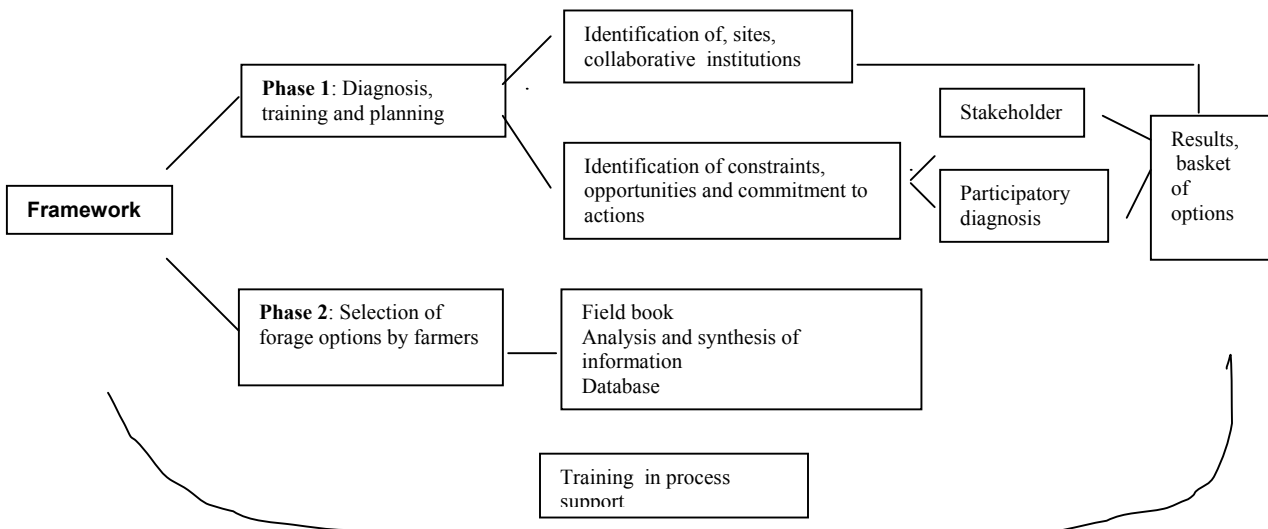 Identification of, sites,
collaborative institutions
Phase 1: Diagnosis,
training and planning
Stakeholder
Results,
basket
of
options
Identification of constraints,
opportunities and commitment to
actions
Participatory
diagnosis
Framework
Phase 2: Selection of
forage options by farmers
Field book
Analysis and synthesis of
information
Database
Training in process
support